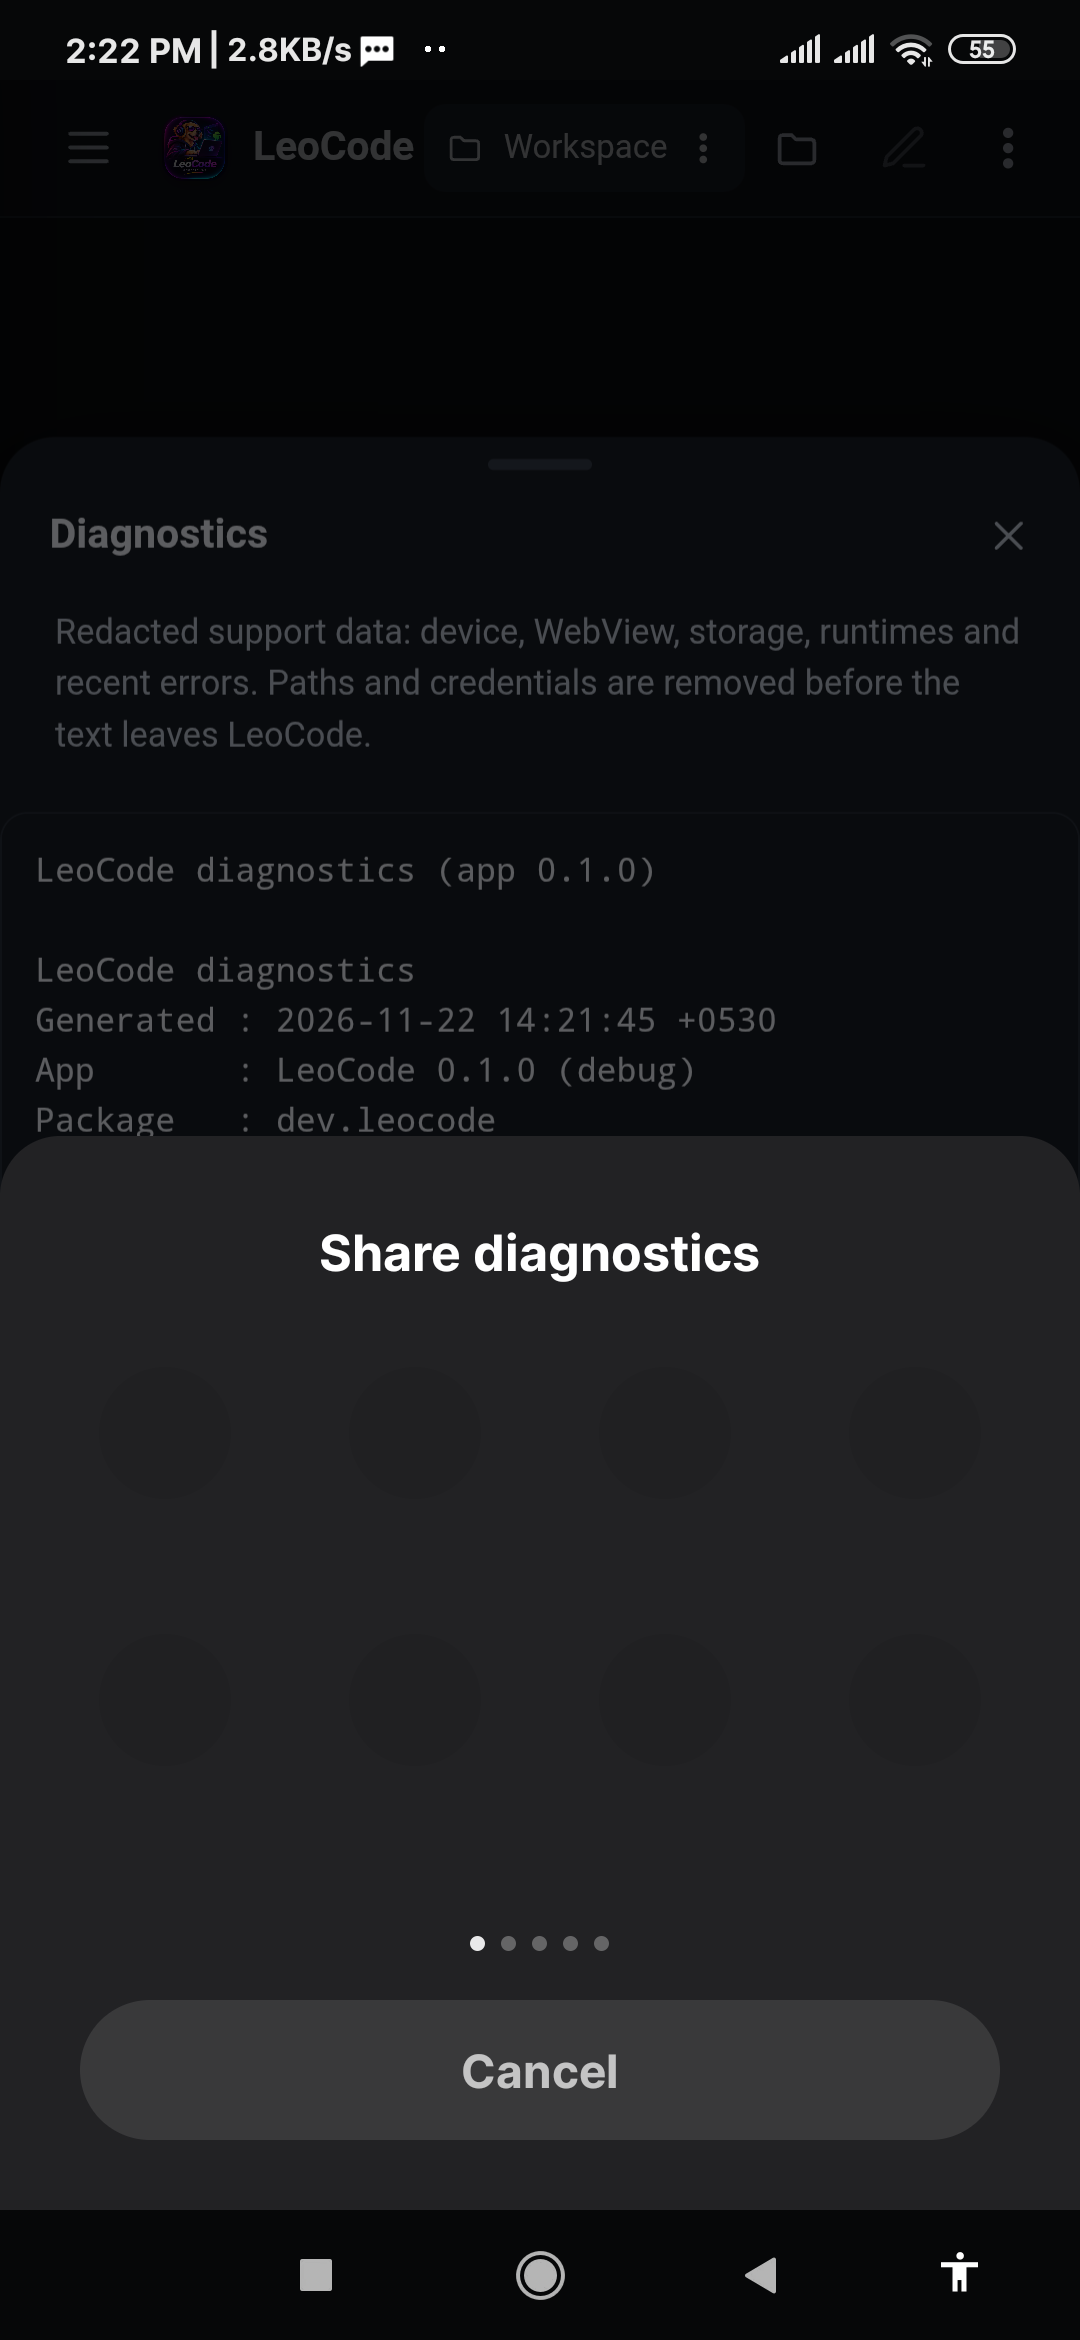 2:22 PM | 2.8KB/s
55
LeoCode
LeoCode
Workspace
Diagnostics
Redacted support data: device, WebView, storage, runtimes and
recent errors. Paths and credentials are removed before the
text leaves LeoCode.
LeoCode diagnostics (app 0.1.0)
LeoCode diagnostics
Generated : 2026-11-22 14:21:45 +0530
App : LeoCode 0.1.0 (debug)
Package : dev.leocode
Share diagnostics
Cancel